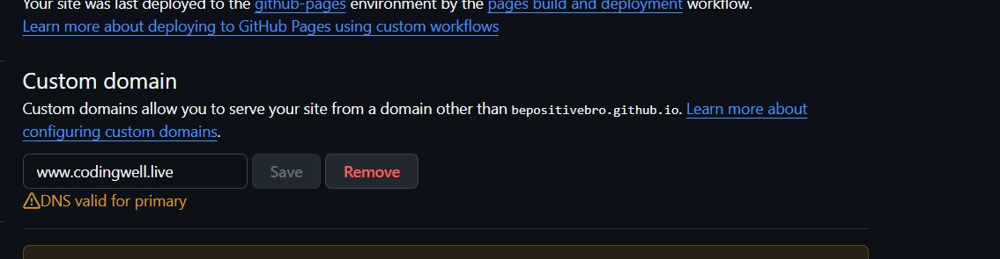 Your site was last deployed to the github-pages environment by the pages build and deployment workflow.
Learn more about deploying to GitHub Pages using custom workflows
Custom domain
Custom domains allow you to serve your site from a domain other than bepositivebro.github.io. Learn more about
configuring custom domains.
www.codingwell.live Save Remove
DNS valid for primary